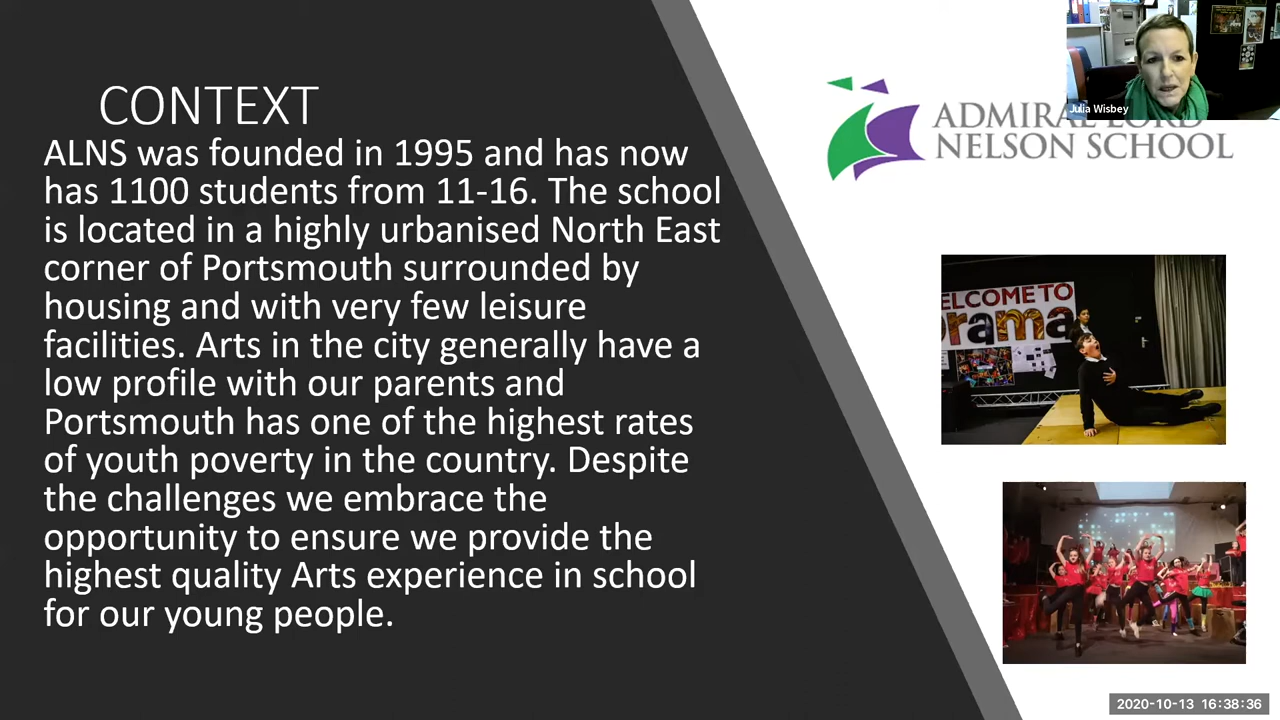 CONTEXT
ALNS was founded in 1995 and has now
has 1100 students from 11-16. The school
is located in a highly urbanised North East
corner of Portsmouth surrounded by
housing and with very few leisure
facilities. Arts in the city generally have a
low profile with our parents and
Portsmouth has one of the highest rates
of youth poverty in the country. Despite
the challenges we embrace the
opportunity to ensure we provide the
highest quality Arts experience in school
for our young people.
Julia Wisbey
ADMIRAL LORD
NELSON SCHOOL
ELCOME TO
rama
2020-10-13 16:38:36